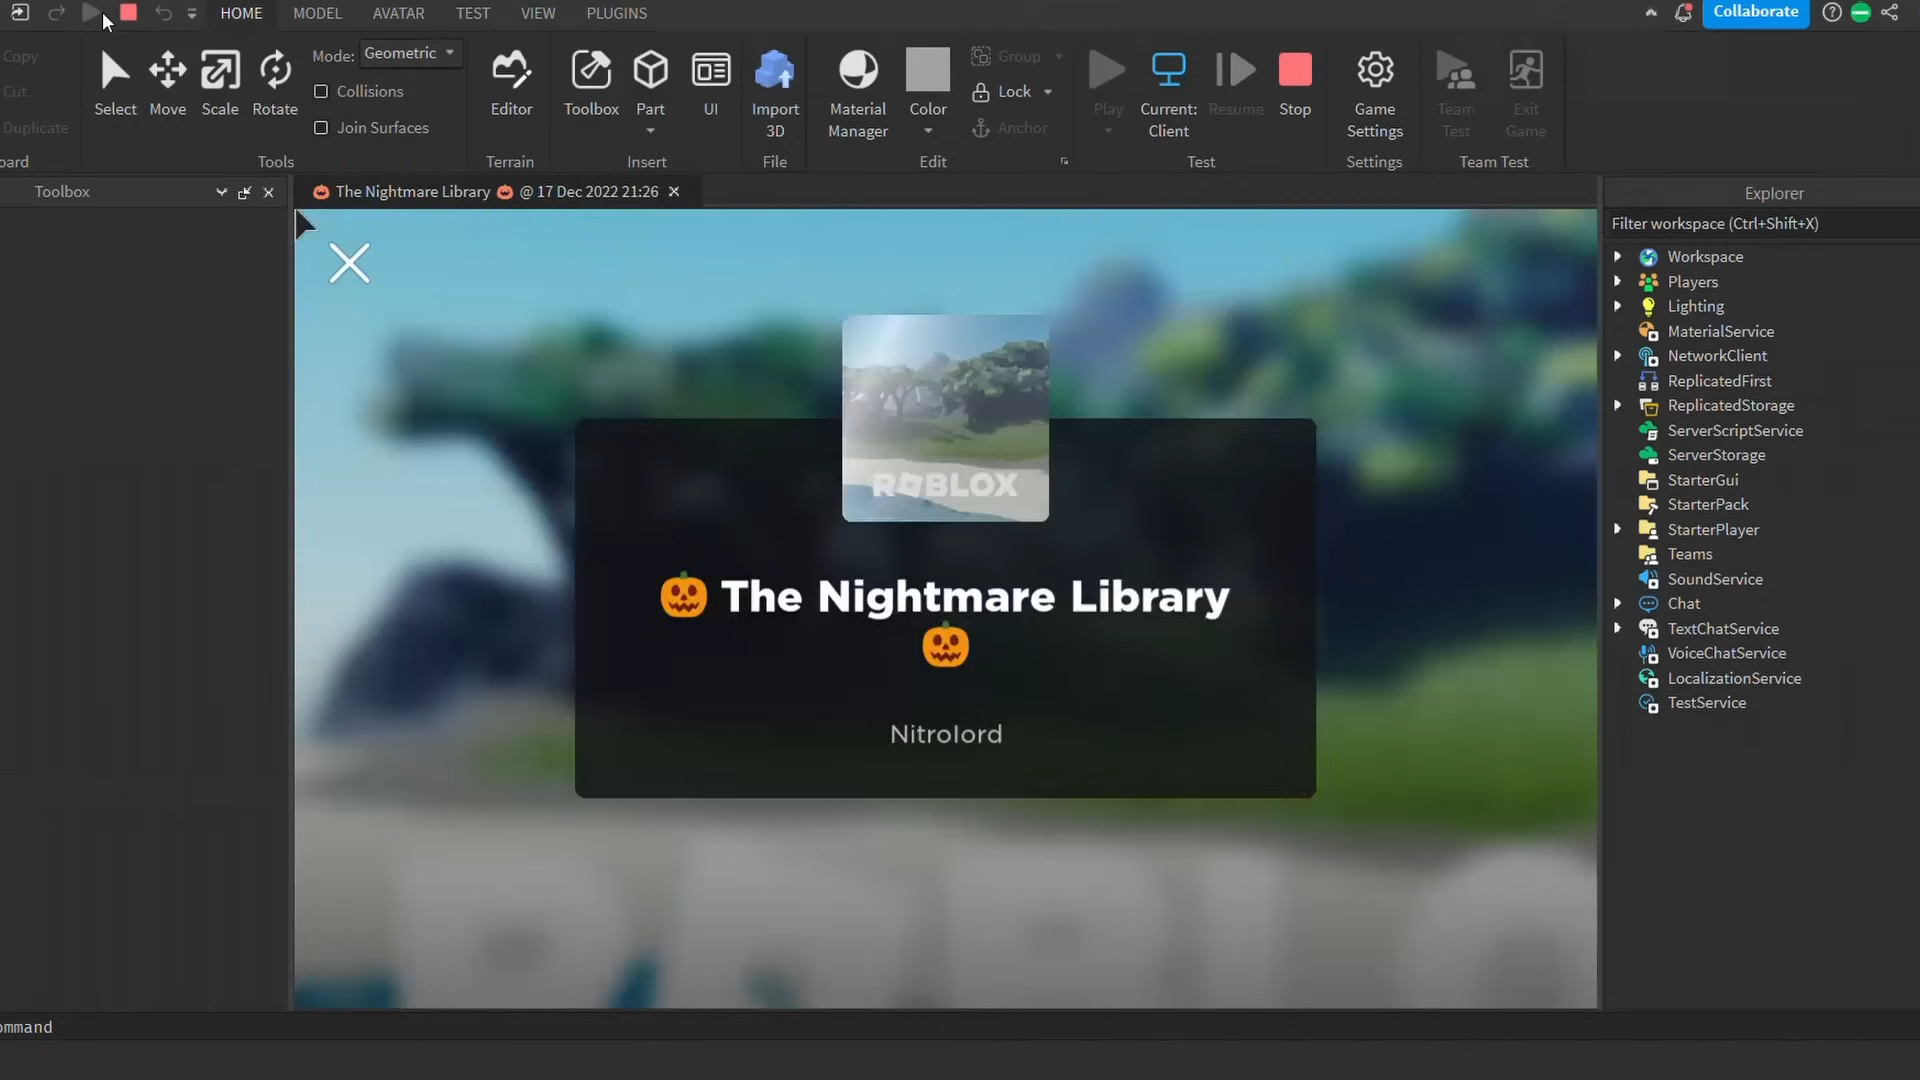 HOME MODEL AVATAR TEST VIEW PLUGINS Collaborate
Copy
Cut
Duplicate
oard
Select Move Scale Rotate
Mode: Geometric
Collisions
Join Surfaces
Tools
Editor
Terrain
Toolbox Part UI
Insert
Import
3D
File
Material
Manager
Color
Group
Lock
Anchor
Edit
Play
Current:
Client
Resume Stop
Test
Game
Settings
Settings
Team
Test
Exit
Game
Team Test
Toolbox
🎃 The Nightmare Library 🎃 @ 17 Dec 2022 21:26
Explorer
Filter workspace (Ctrl+Shift+X)
Workspace
Players
Lighting
MaterialService
NetworkClient
ReplicatedFirst
ReplicatedStorage
ServerScriptService
ServerStorage
StarterGui
StarterPack
StarterPlayer
Teams
SoundService
Chat
TextChatService
VoiceChatService
LocalizationService
TestService
ROBLOX
🎃 The Nightmare Library
🎃
Nitrolord
ommand